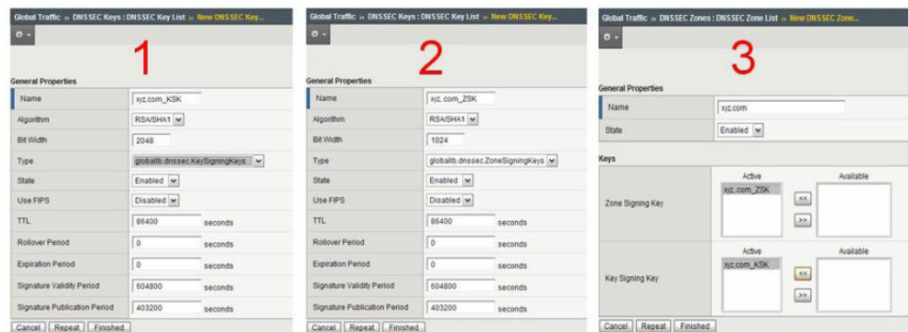 Global Traffic » DNSSEC Keys : DNSSEC Key List » New DNSSEC Key...
1
General Properties
Name xyz.com_KSK
Algorithm RSA/SHA1
Bit Width 2048
Type globallb.dnssec.KeySigningKeys
State Enabled
Use FIPS Disabled
TTL 86400 seconds
Rollover Period 0 seconds
Expiration Period 0 seconds
Signature Validity Period 604800 seconds
Signature Publication Period 403200 seconds
Cancel Repeat Finished
Global Traffic » DNSSEC Keys : DNSSEC Key List » New DNSSEC Key...
2
General Properties
Name xyz.com_ZSK
Algorithm RSA/SHA1
Bit Width 1024
Type globallb.dnssec.ZoneSigningKeys
State Enabled
Use FIPS Disabled
TTL 86400 seconds
Rollover Period 0 seconds
Expiration Period 0 seconds
Signature Validity Period 604800 seconds
Signature Publication Period 403200 seconds
Cancel Repeat Finished
Global Traffic » DNSSEC Zones : DNSSEC Zone List » New DNSSEC Zone...
3
General Properties
Name xyz.com
State Enabled
Keys
Active Available
xyz.com_ZSK
Zone Signing Key
<<
>>
Active Available
xyz.com_KSK
Key Signing Key
<<
>>
Cancel Repeat Finished